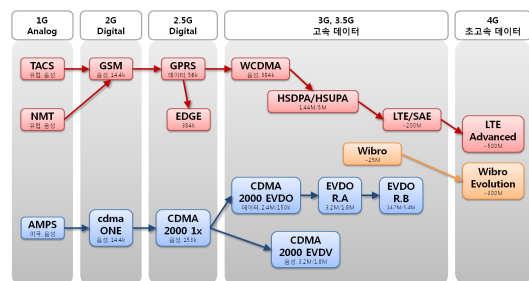 1G
Analog
2G
Digital
2.5G
Digital
3G, 3.5G
고속 데이터
4G
초고속 데이터
TACS
유럽, 음성
GSM
음성, 14.4k
GPRS
데이터, 56k
WCDMA
음성, 384k
HSDPA/HSUPA
1.44M/5M
NMT
유럽, 음성
EDGE
384k
LTE/SAE
~200M
LTE
Advanced
~500M
Wibro
~25M
Wibro
Evolution
~300M
CDMA
2000 EVDO
데이터, 2.4M/150k
EVDO
R.A
3.2M/1.8M
EVDO
R.B
14.7M/5.4M
AMPS
미국, 음성
cdma
ONE
음성, 14.4k
CDMA
2000 1x
음성, 153k
CDMA
2000 EVDV
음성, 3.2M/1.8M